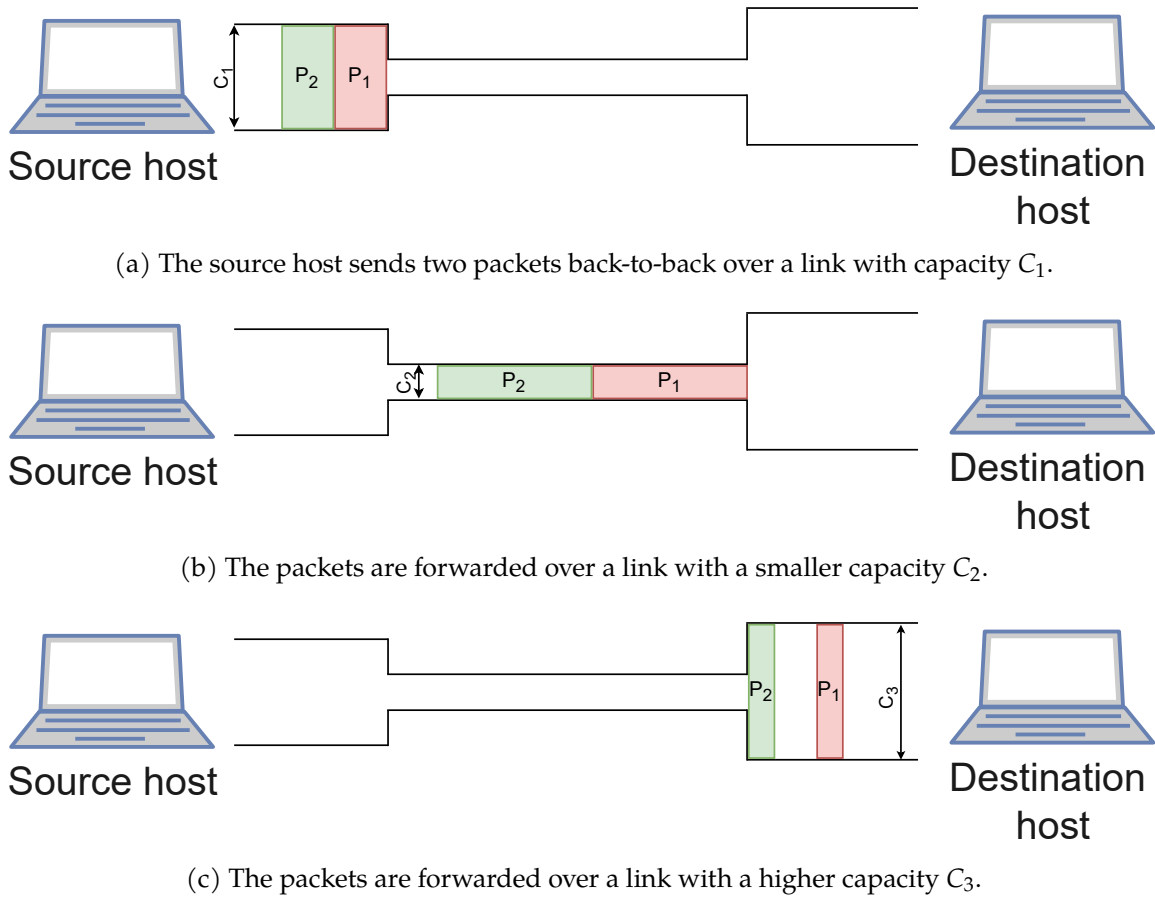 C₁
P₂ P₁
Source host
Destination
host
(a) The source host sends two packets back-to-back over a link with capacity C₁.
C₂
P₂ P₁
Source host
Destination
host
(b) The packets are forwarded over a link with a smaller capacity C₂.
P₂ P₁
C₃
Source host
Destination
host
(c) The packets are forwarded over a link with a higher capacity C₃.